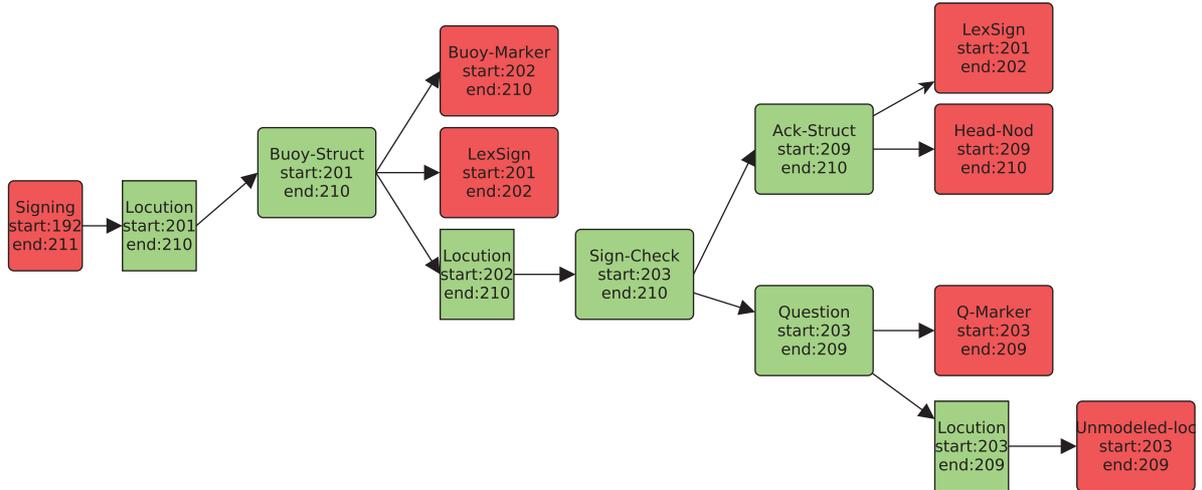 Signing
start:192
end:211
Locution
start:201
end:210
Buoy-Struct
start:201
end:210
Buoy-Marker
start:202
end:210
LexSign
start:201
end:202
Locution
start:202
end:210
Sign-Check
start:203
end:210
Ack-Struct
start:209
end:210
LexSign
start:201
end:202
Head-Nod
start:209
end:210
Question
start:203
end:209
Q-Marker
start:203
end:209
Locution
start:203
end:209
Unmodeled-loc
start:203
end:209